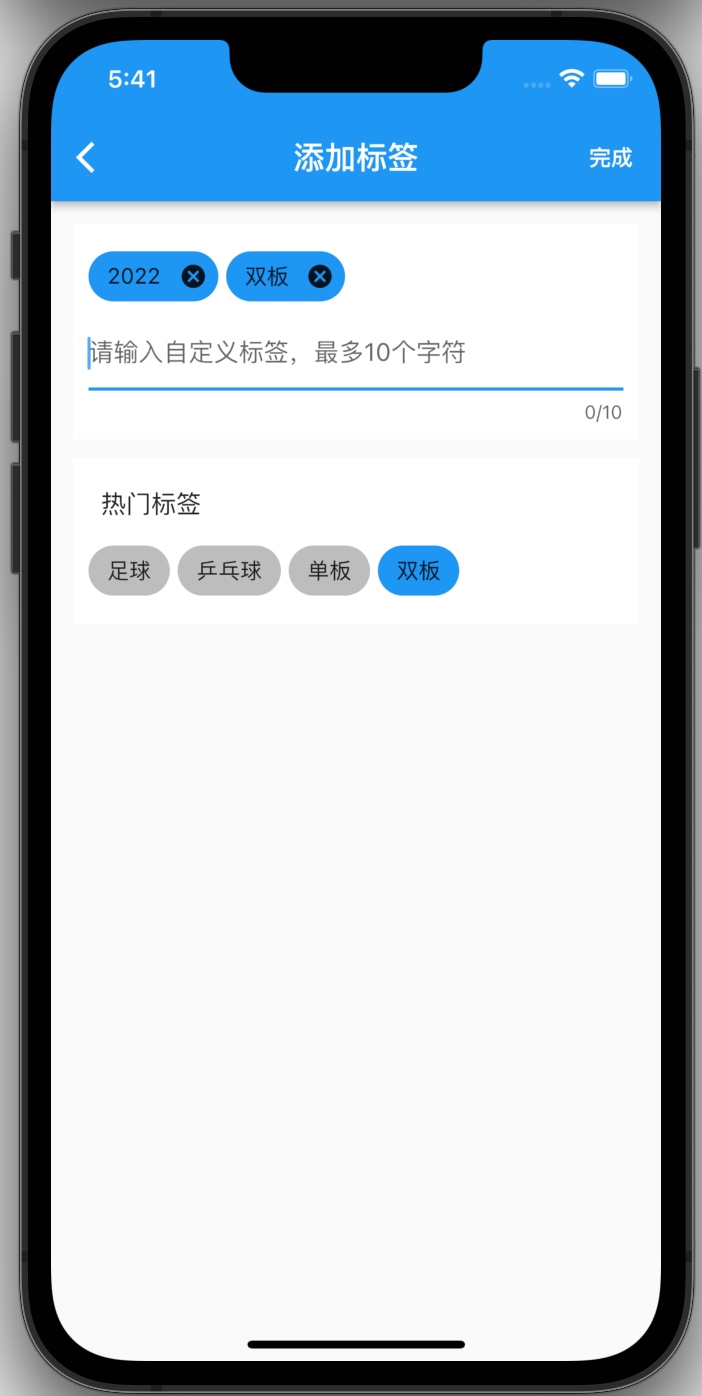 5:41
添加标签 完成
2022 双板
请输入自定义标签，最多10个字符
0/10
热门标签
足球 乒乓球 单板 双板